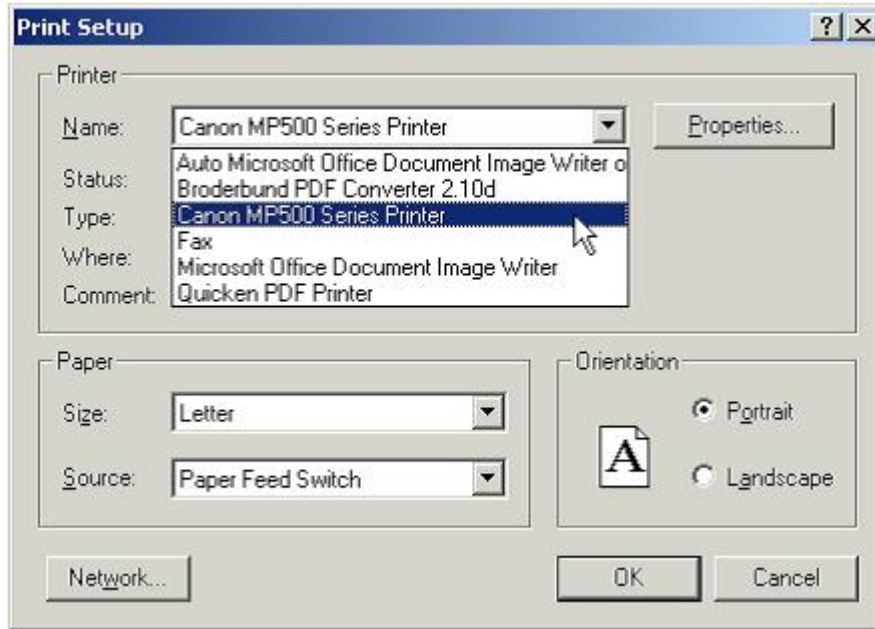 Print Setup
Printer
Name: Canon MP500 Series Printer Properties...
Status:
Type:
Where:
Comment:
Auto Microsoft Office Document Image Writer o
Broderbund PDF Converter 2.10d
Canon MP500 Series Printer
Fax
Microsoft Office Document Image Writer
Quicken PDF Printer
Paper
Size: Letter
Source: Paper Feed Switch
Orientation
A
Portrait
Landscape
Network... OK Cancel